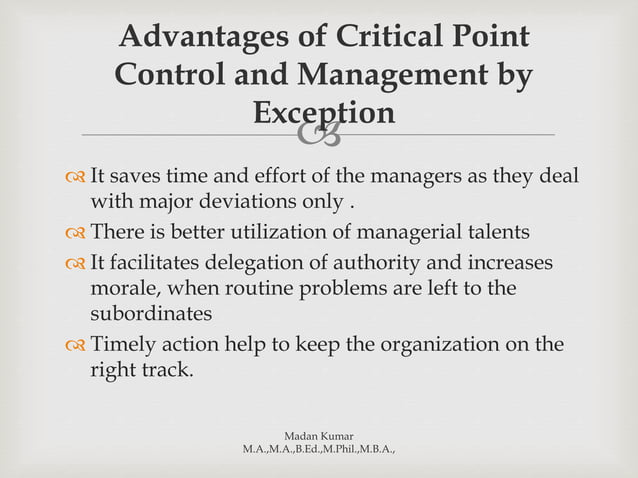 Advantages of Critical Point
Control and Management by
Exception
It saves time and effort of the managers as they deal
with major deviations only .
There is better utilization of managerial talents
It facilitates delegation of authority and increases
morale, when routine problems are left to the
subordinates
Timely action help to keep the organization on the
right track.
Madan Kumar
M.A.,M.A.,B.Ed.,M.Phil.,M.B.A.,